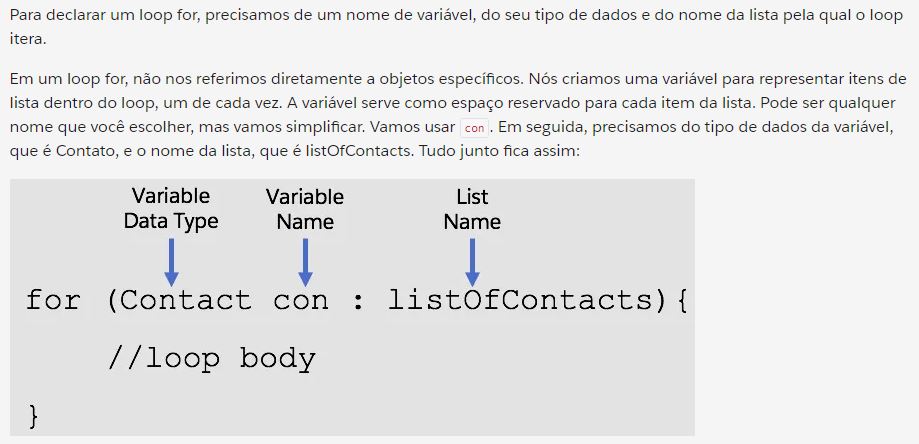 Para declarar um loop for, precisamos de um nome de variável, do seu tipo de dados e do nome da lista pela qual o loop
itera.
Em um loop for, não nos referimos diretamente a objetos específicos. Nós criamos uma variável para representar itens de
lista dentro do loop, um de cada vez. A variável serve como espaço reservado para cada item da lista. Pode ser qualquer
nome que você escolher, mas vamos simplificar. Vamos usar con . Em seguida, precisamos do tipo de dados da variável,
que é Contato, e o nome da lista, que é listOfContacts. Tudo junto fica assim:
Variable Variable List
Data Type Name Name
for (Contact con : listOfContacts){
//loop body
}